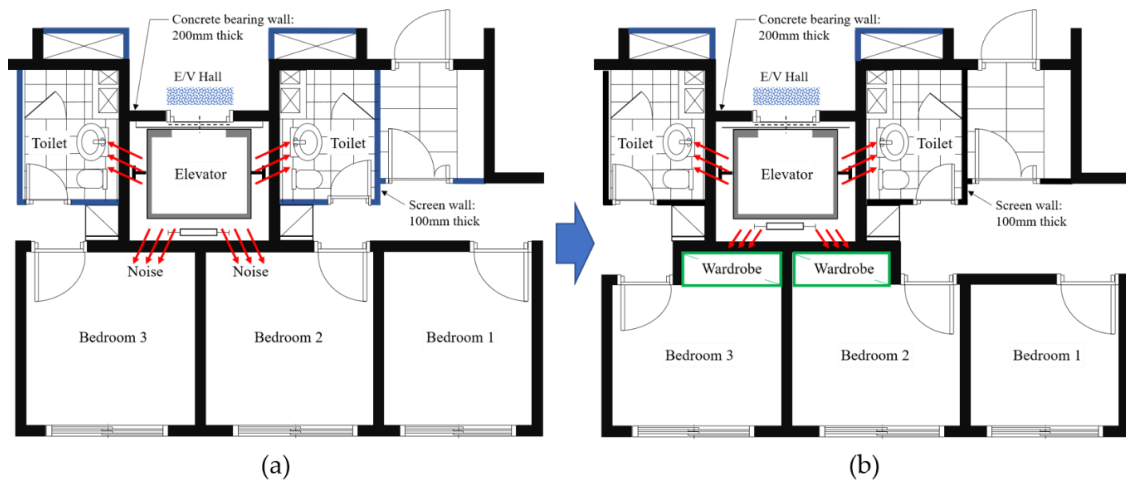 Concrete bearing wall:
200mm thick
E/V Hall
Toilet
Elevator
Toilet
Screen wall:
100mm thick
Noise
Noise
Bedroom 3
Bedroom 2
Bedroom 1
(a)
Concrete bearing wall:
200mm thick
E/V Hall
Toilet
Elevator
Toilet
Screen wall:
100mm thick
Wardrobe
Wardrobe
Bedroom 3
Bedroom 2
Bedroom 1
(b)